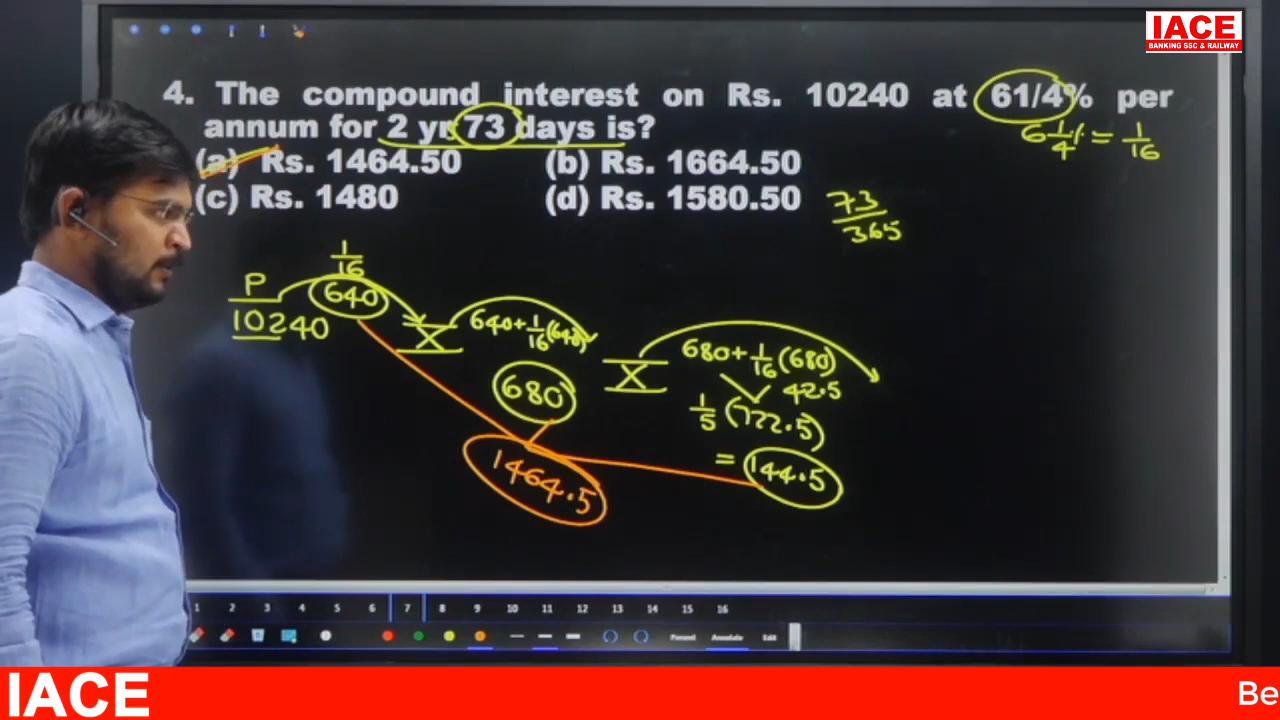 IACE
BANKING SSC & RAILWAY
4. The compound interest on Rs. 10240 at 61/4% per
annum for 2 yr 73 days is?
6 1/4 % = 1/16
(a) Rs. 1464.50 (b) Rs. 1664.50
(c) Rs. 1480 (d) Rs. 1580.50
73/365
1/16
P
640
10240
X
640+1/16(640)
X
680+1/16(680)
680
42.5
1/5 (722.5)
1464.5
= 144.5
1 2 3 4 5 6 7 8 9 10 11 12 13 14 15 16
Present Annotate Exit
IACE
Be